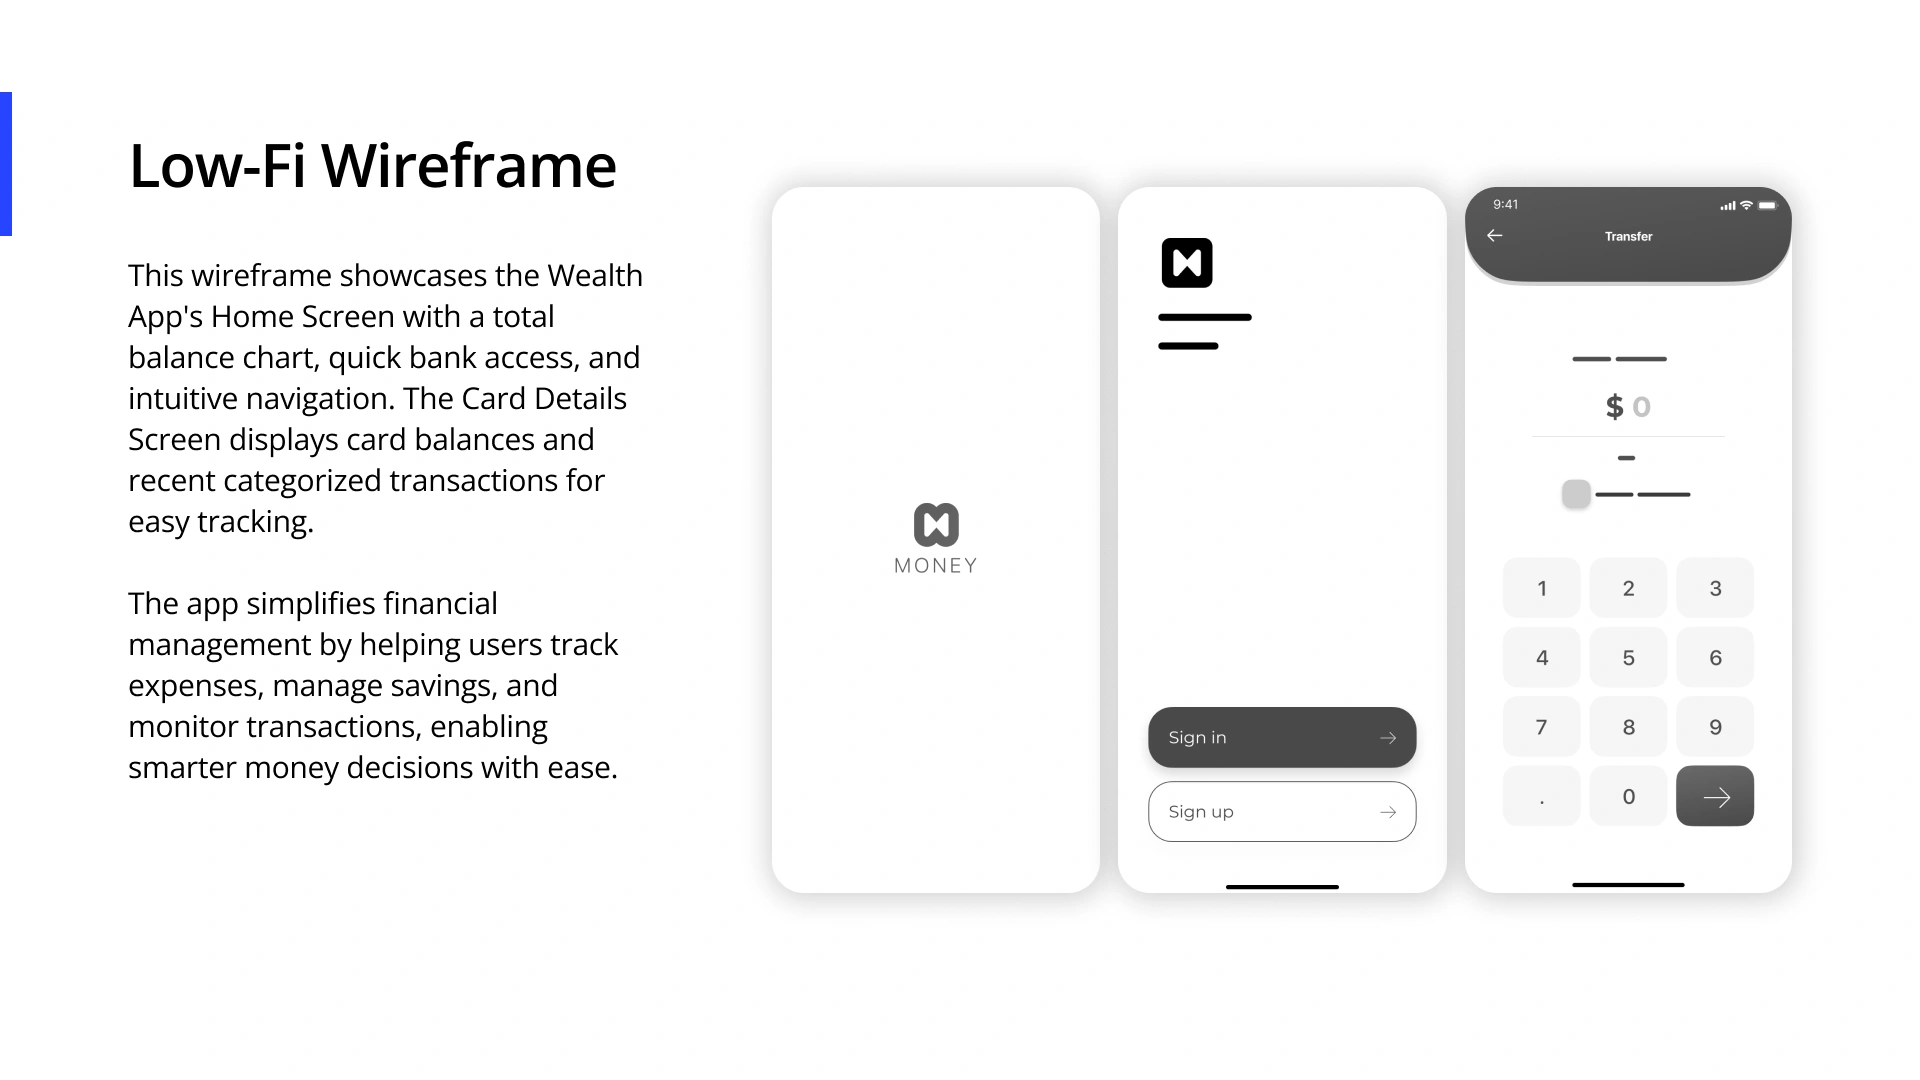 Low-Fi Wireframe
This wireframe showcases the Wealth
App's Home Screen with a total
balance chart, quick bank access, and
intuitive navigation. The Card Details
Screen displays card balances and
recent categorized transactions for
easy tracking.
The app simplifies financial
management by helping users track
expenses, manage savings, and
monitor transactions, enabling
smarter money decisions with ease.
MONEY
Sign in
Sign up
9:41
Transfer
$ 0
1 2 3
4 5 6
7 8 9
. 0